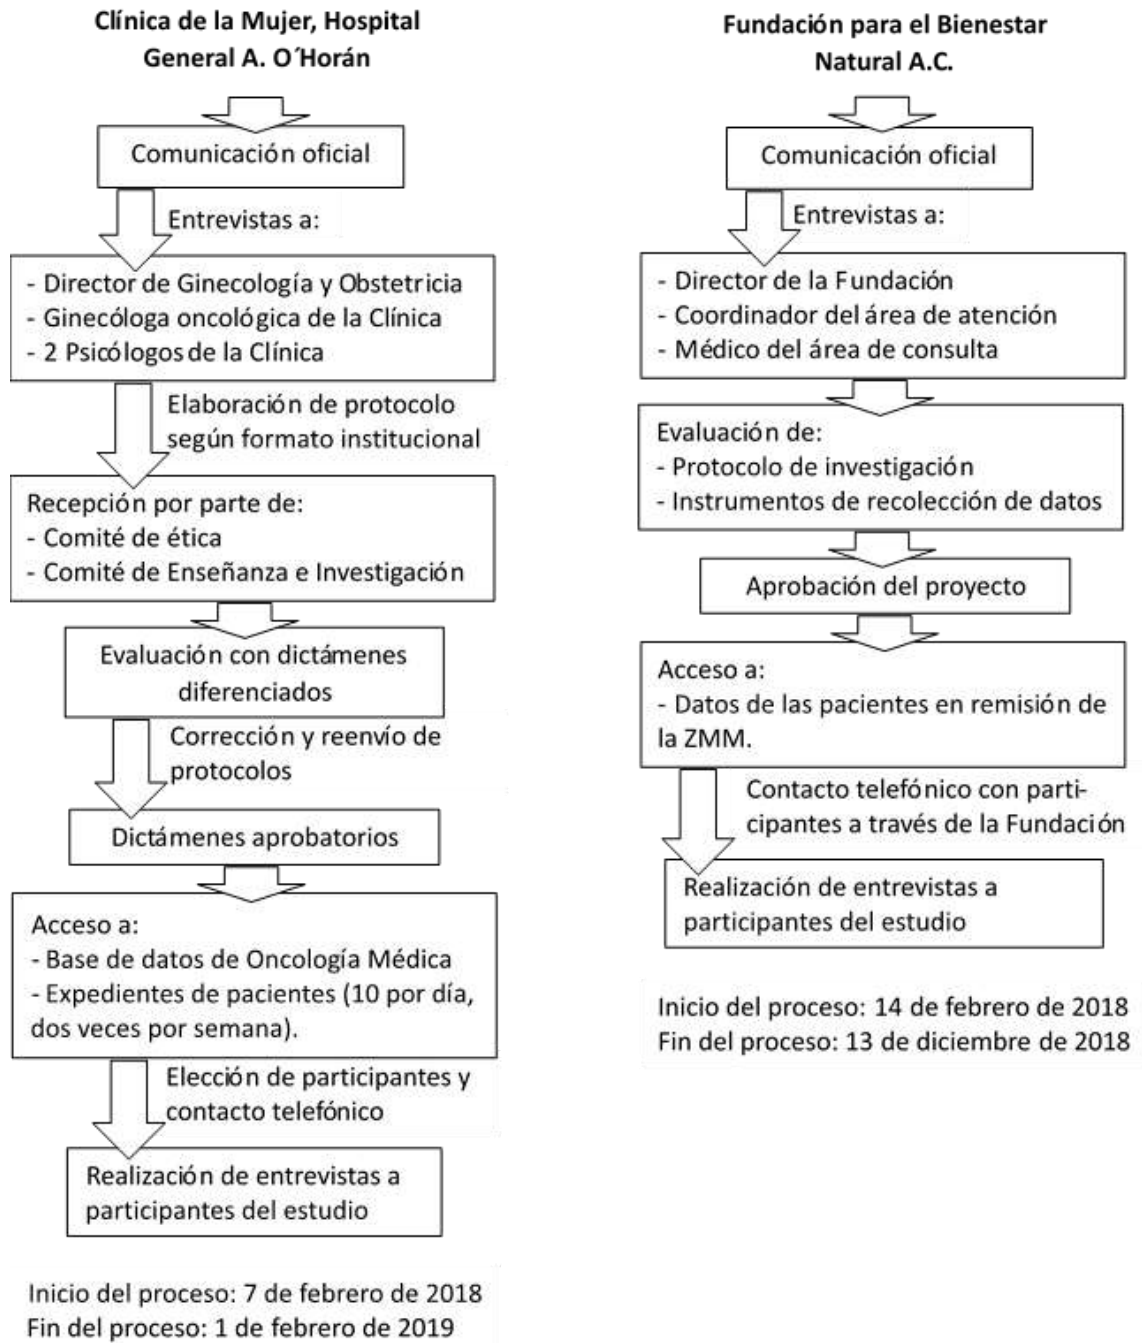 Clínica de la Mujer, Hospital
General A. O´Horán
Comunicación oficial
Entrevistas a:
- Director de Ginecología y Obstetricia
- Ginecóloga oncológica de la Clínica
- 2 Psicólogos de la Clínica
Elaboración de protocolo
según formato institucional
Recepción por parte de:
- Comité de ética
- Comité de Enseñanza e Investigación
Evaluación con dictámenes
diferenciados
Corrección y reenvío de
protocolos
Dictámenes aprobatorios
Acceso a:
- Base de datos de Oncología Médica
- Expedientes de pacientes (10 por día,
dos veces por semana).
Elección de participantes y
contacto telefónico
Realización de entrevistas a
participantes del estudio
Inicio del proceso: 7 de febrero de 2018
Fin del proceso: 1 de febrero de 2019
Fundación para el Bienestar
Natural A.C.
Comunicación oficial
Entrevistas a:
- Director de la Fundación
- Coordinador del área de atención
- Médico del área de consulta
Evaluación de:
- Protocolo de investigación
- Instrumentos de recolección de datos
Aprobación del proyecto
Acceso a:
- Datos de las pacientes en remisión de
la ZMM.
Contacto telefónico con parti-
cipantes a través de la Fundación
Realización de entrevistas a
participantes del estudio
Inicio del proceso: 14 de febrero de 2018
Fin del proceso: 13 de diciembre de 2018